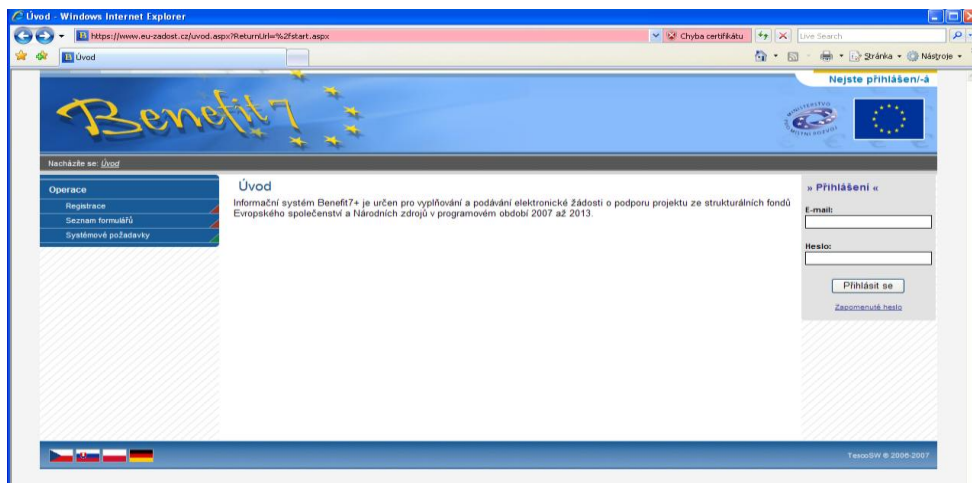 Úvod - Windows Internet Explorer
https://www.eu-zadost.cz/uvod.aspx?ReturnUrl=%2fstart.aspx
Chyba certifikátu
Live Search
Úvod
Stránka
Nástroje
Nejste přihlášen/-á
Benefit7
Nacházíte se: Úvod
Operace
Registrace
Seznam formulářů
Systémové požadavky
Úvod
Informační systém Benefit7+ je určen pro vyplňování a podávání elektronické žádosti o podporu projektu ze strukturálních fondů
Evropského společenství a Národních zdrojů v programovém období 2007 až 2013.
» Přihlášení «
E-mail:
Heslo:
Přihlásit se
Zapomenuté heslo
TescoSW © 2006-2007